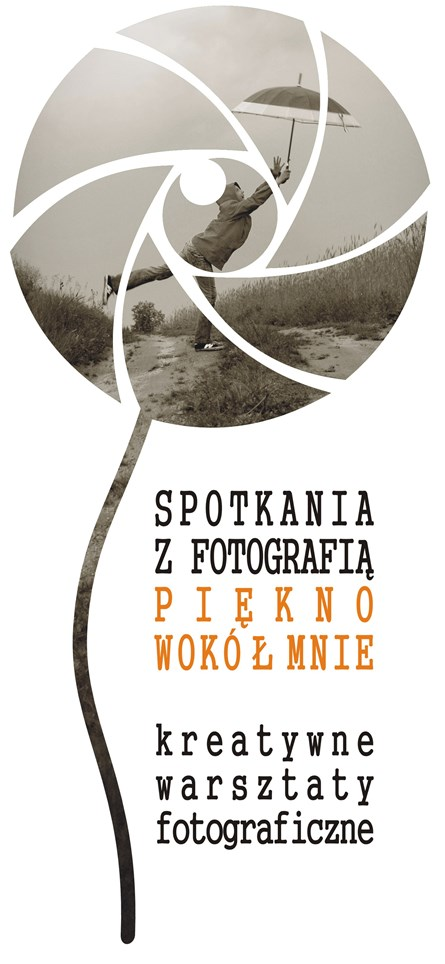 SPOTKANIA
Z FOTOGRAFIĄ
PIĘKNO
WOKÓŁ MNIE
kreatywne
warsztaty
fotograficzne